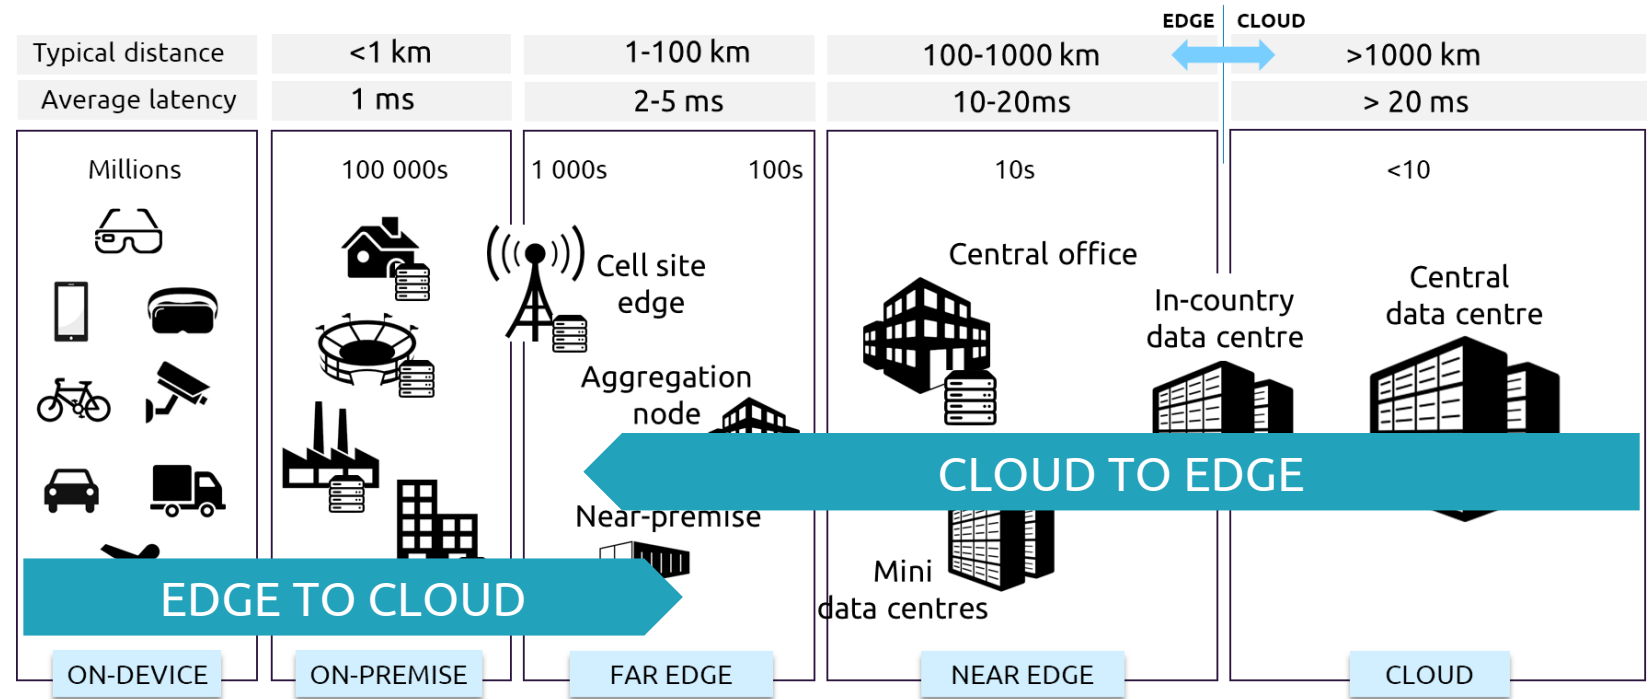 EDGE CLOUD
Typical distance <1 km 1-100 km 100-1000 km >1000 km
Average latency 1 ms 2-5 ms 10-20ms > 20 ms
Millions 100 000s 1 000s 100s 10s <10
Cell site
edge
Aggregation
node
Near-premise
Central office
Mini
data centres
In-country
data centre
Central
data centre
CLOUD TO EDGE
EDGE TO CLOUD
ON-DEVICE ON-PREMISE FAR EDGE NEAR EDGE CLOUD